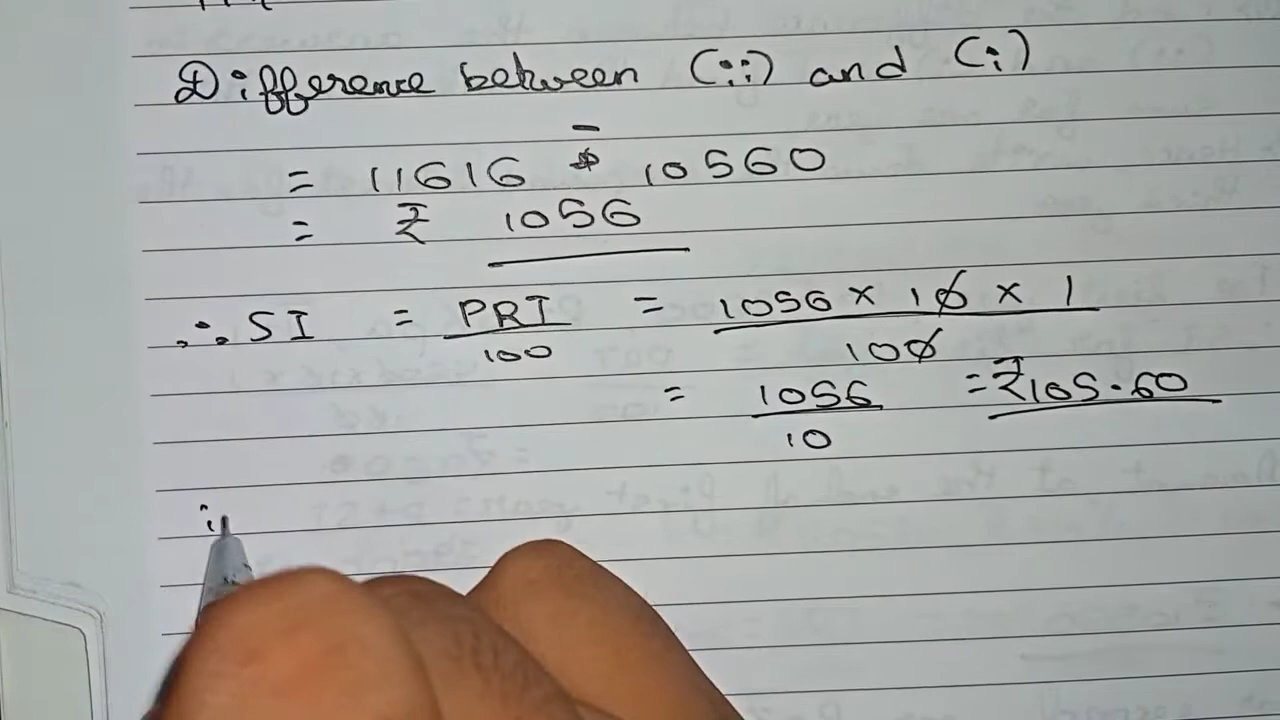 Difference between (ii) and (i)
= 11616 - 10560
= ₹ 1056
∴ SI = PRT/100 = 1056 × 10 × 1/100
= 1056/10 = ₹105.60